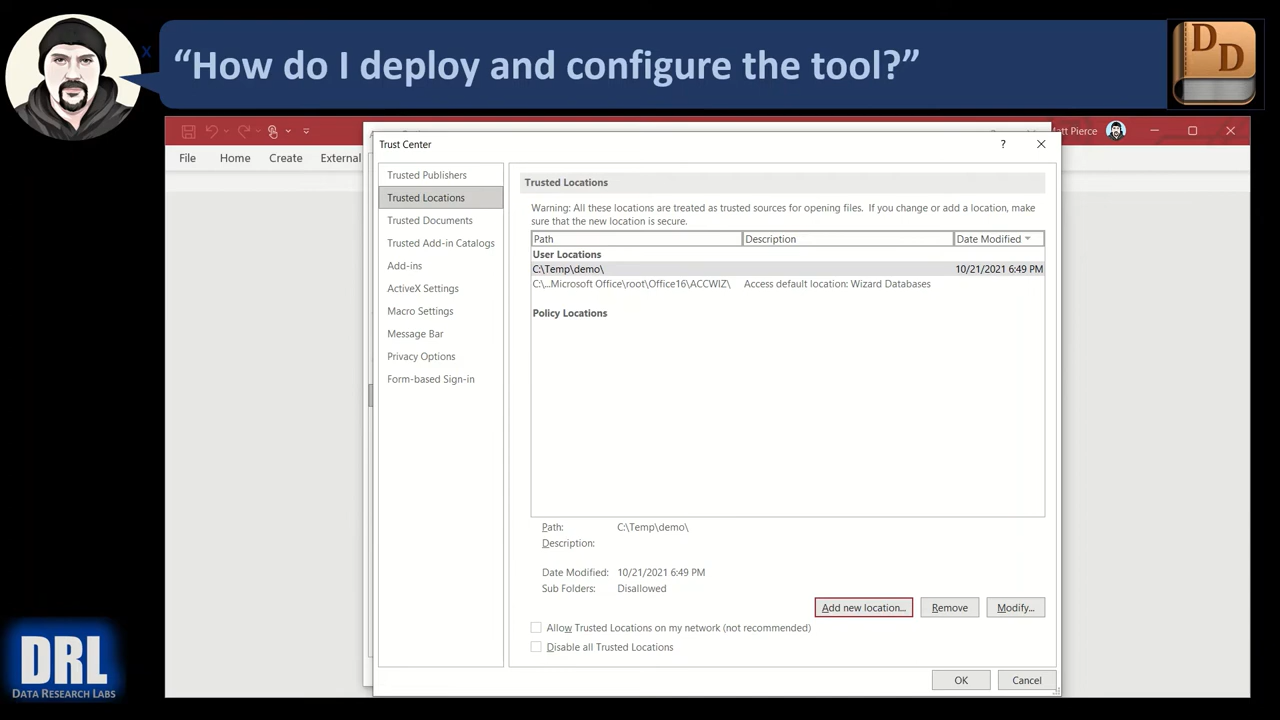 x
“How do I deploy and configure the tool?”
DD
Matt Pierce
File Home Create External
Trust Center
?
Trusted Publishers
Trusted Locations
Trusted Documents
Trusted Add-in Catalogs
Add-ins
ActiveX Settings
Macro Settings
Message Bar
Privacy Options
Form-based Sign-in
Trusted Locations
Warning: All these locations are treated as trusted sources for opening files. If you change or add a location, make
sure that the new location is secure.
Path Description Date Modified
User Locations
C:\Temp\demo\ 10/21/2021 6:49 PM
C:\...Microsoft Office\root\Office16\ACCWIZ\ Access default location: Wizard Databases
Policy Locations
Path: C:\Temp\demo\
Description:
Date Modified: 10/21/2021 6:49 PM
Sub Folders: Disallowed
Add new location... Remove Modify...
Allow Trusted Locations on my network (not recommended)
Disable all Trusted Locations
OK Cancel
DRL
DATA RESEARCH LABS